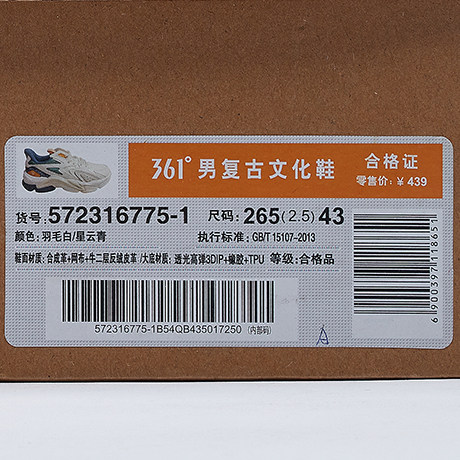 361° 男复古文化鞋
合格证
零售价: ¥ 439
货号: 572316775-1 尺码: 265 (2.5) 43
颜色: 羽毛白/星云青 执行标准: GB/T 15107-2013
鞋面材质: 合成革+网布+牛二层反绒皮革/大底材质: 透光高弹3DIP+橡胶+TPU 等级: 合格品
572316775-1B54QB435017250 (内部码)
6900397118651